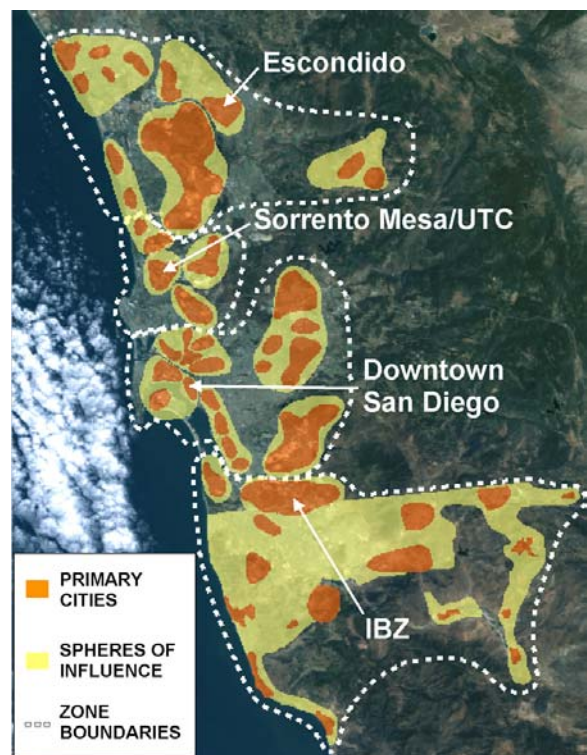 Escondido
Sorrento Mesa/UTC
Downtown
San Diego
IBZ
PRIMARY
CITIES
SPHERES OF
INFLUENCE
ZONE
BOUNDARIES